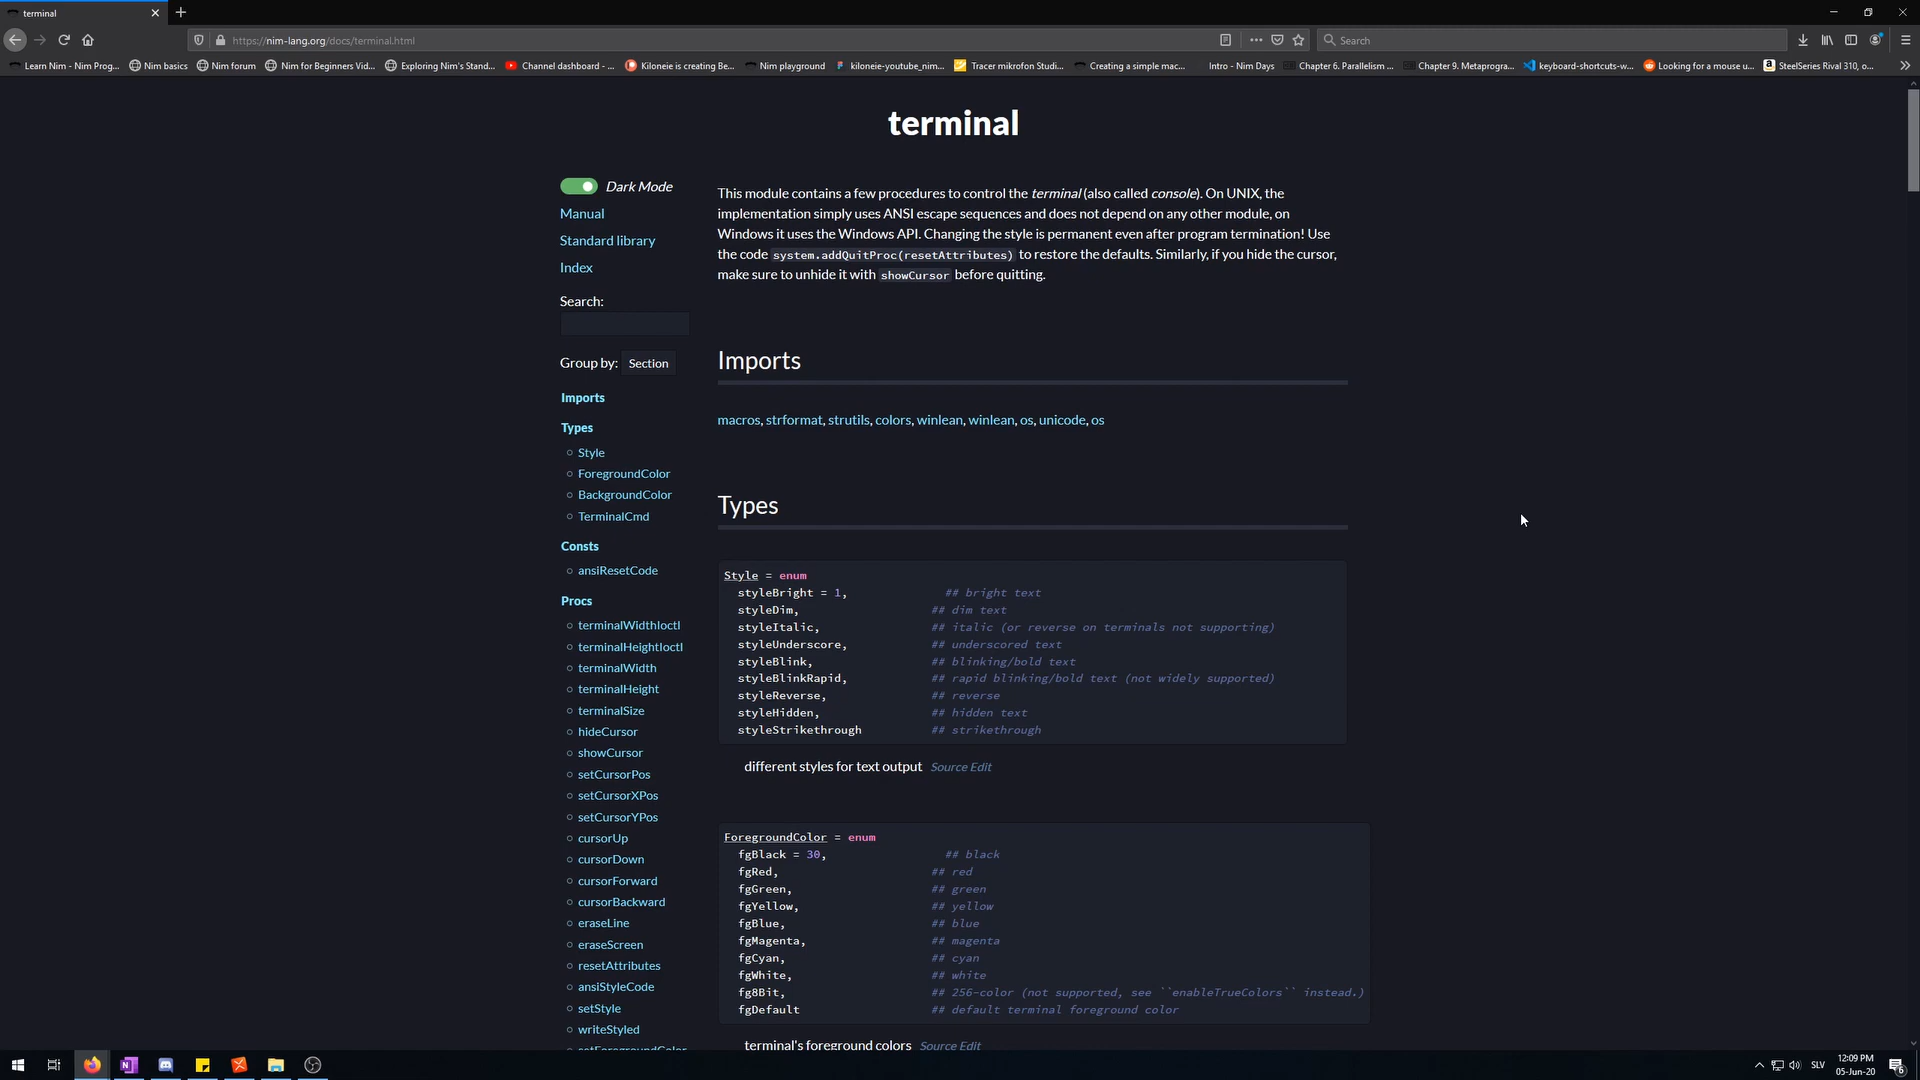 terminal
https://nim-lang.org/docs/terminal.html
Search
Learn Nim - Nim Prog...
Nim basics
Nim forum
Nim for Beginners Vid...
Exploring Nim's Stand...
Channel dashboard - ...
Kiloneie is creating Be...
Nim playground
kiloneie-youtube_nim...
Tracer mikrofon Studi...
Creating a simple mac...
Intro - Nim Days
Chapter 6. Parallelism ...
Chapter 9. Metaprogra...
keyboard-shortcuts-w...
Looking for a mouse u...
SteelSeries Rival 310, o...
terminal
Dark Mode
Manual
Standard library
Index
Search:
Group by: Section
Imports
Types
Style
ForegroundColor
BackgroundColor
TerminalCmd
Consts
ansiResetCode
Procs
terminalWidthIoctl
terminalHeightIoctl
terminalWidth
terminalHeight
terminalSize
hideCursor
showCursor
setCursorPos
setCursorXPos
setCursorYPos
cursorUp
cursorDown
cursorForward
cursorBackward
eraseLine
eraseScreen
resetAttributes
ansiStyleCode
setStyle
writeStyled
setForegroundColor
This module contains a few procedures to control the terminal (also called console). On UNIX, the
implementation simply uses ANSI escape sequences and does not depend on any other module, on
Windows it uses the Windows API. Changing the style is permanent even after program termination! Use
the code system.addQuitProc(resetAttributes) to restore the defaults. Similarly, if you hide the cursor,
make sure to unhide it with showCursor before quitting.
Imports
macros, strformat, strutils, colors, winlean, winlean, os, unicode, os
Types
Style = enum
styleBright = 1, ## bright text
styleDim, ## dim text
styleItalic, ## italic (or reverse on terminals not supporting)
styleUnderscore, ## underscored text
styleBlink, ## blinking/bold text
styleBlinkRapid, ## rapid blinking/bold text (not widely supported)
styleReverse, ## reverse
styleHidden, ## hidden text
styleStrikethrough ## strikethrough
different styles for text output Source Edit
ForegroundColor = enum
fgBlack = 30, ## black
fgRed, ## red
fgGreen, ## green
fgYellow, ## yellow
fgBlue, ## blue
fgMagenta, ## magenta
fgCyan, ## cyan
fgWhite, ## white
fg8Bit, ## 256-color (not supported, see ``enableTrueColors`` instead.)
fgDefault ## default terminal foreground color
terminal's foreground colors Source Edit
SLV
12:09 PM
05-Jun-20
6